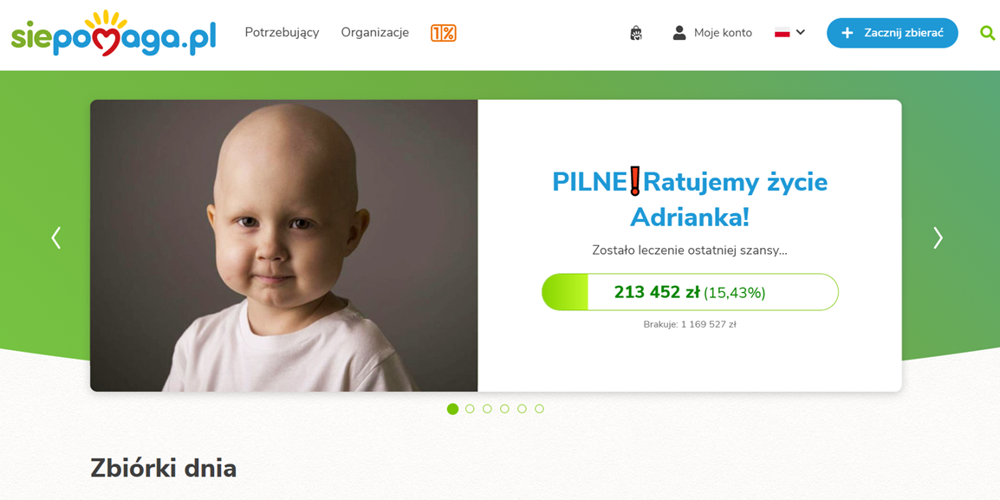 siepomaga.pl
Potrzebujący
Organizacje
1%
Moje konto
Zacznij zbierać
PILNE❗Ratujemy życie
Adrianka!
Zostało leczenie ostatniej szansy...
213 452 zł (15,43%)
Brakuje: 1 169 527 zł
Zbiórki dnia